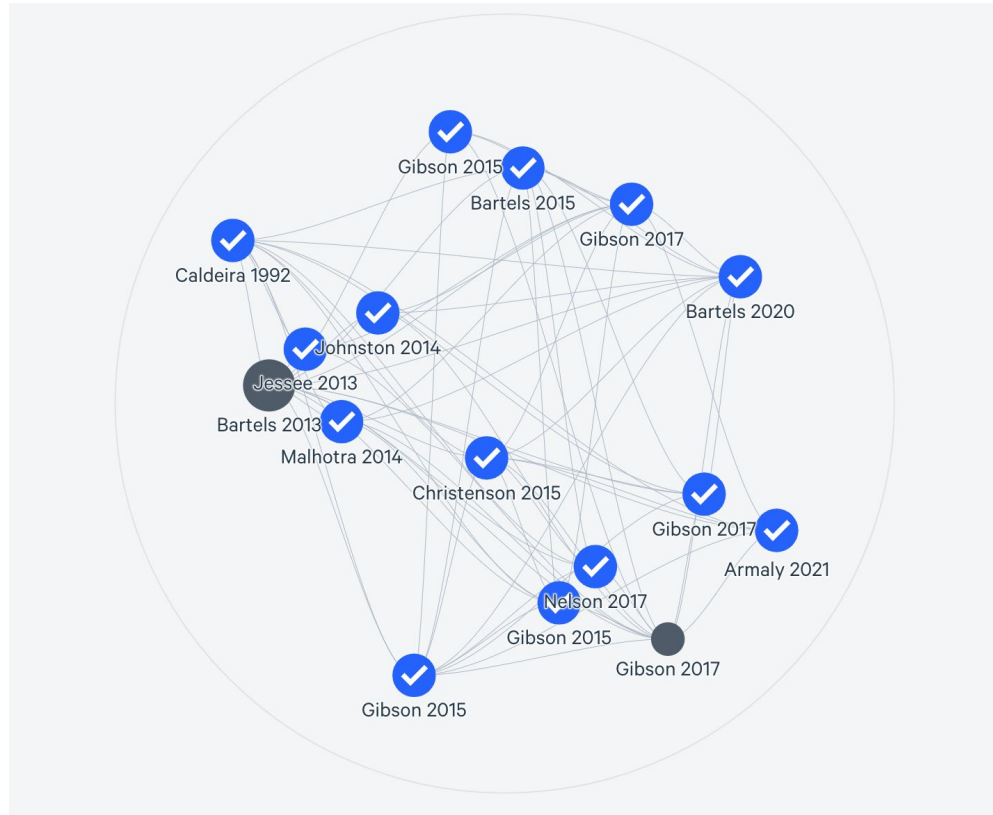 Gibson 2015
Bartels 2015
Gibson 2017
Caldeira 1992
Bartels 2020
Johnston 2014
Jessee 2013
Bartels 2013
Malhotra 2014
Christenson 2015
Gibson 2017
Armaly 2021
Nelson 2017
Gibson 2015
Gibson 2017
Gibson 2015